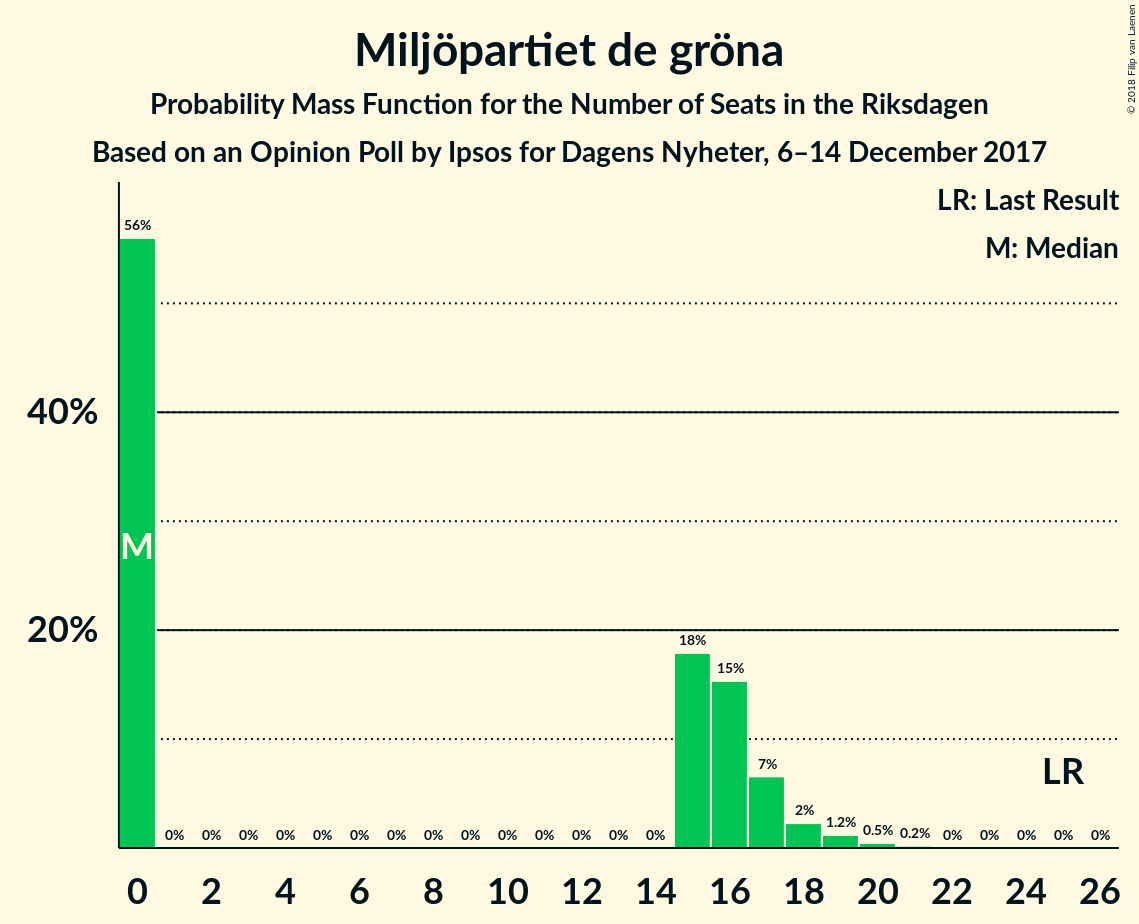 Miljöpartiet de gröna
Probability Mass Function for the Number of Seats in the Riksdagen
Based on an Opinion Poll by Ipsos for Dagens Nyheter, 6–14 December 2017
© 2018 Filip van Laenen
LR: Last Result
M: Median
56%
40%
M
20%
18%
15%
7%
LR
2%
1.2%
0.5%
0.2%
0% 0% 0% 0% 0% 0% 0% 0% 0% 0% 0% 0% 0% 0% 0% 0% 0% 0% 0%
0 2 4 6 8 10 12 14 16 18 20 22 24 26